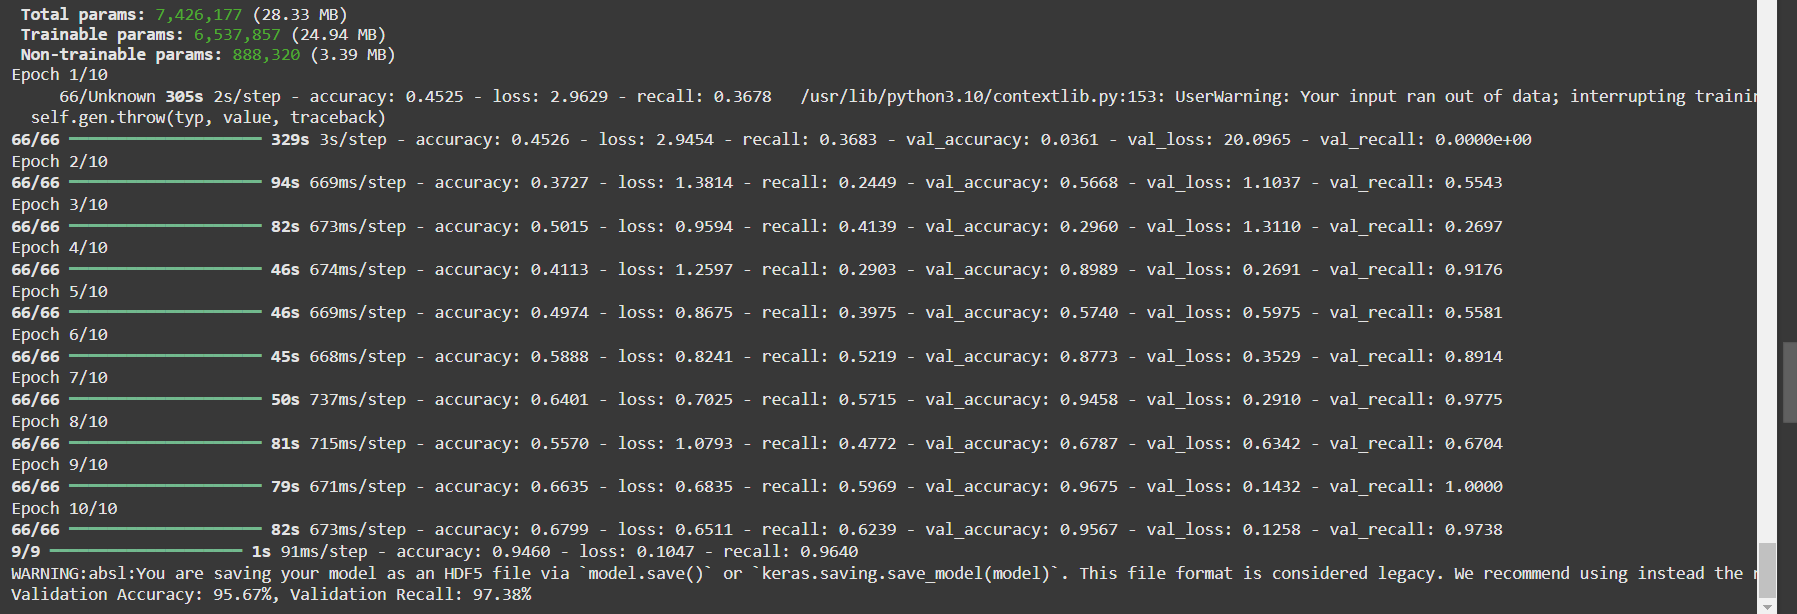 Total params: 7,426,177 (28.33 MB)
Trainable params: 6,537,857 (24.94 MB)
Non-trainable params: 888,320 (3.39 MB)
Epoch 1/10
66/Unknown 305s 2s/step - accuracy: 0.4525 - loss: 2.9629 - recall: 0.3678 /usr/lib/python3.10/contextlib.py:153: UserWarning: Your input ran out of data; interrupting
self.gen.throw(typ, value, traceback)
66/66 ━━━━━━━━━━━━━━━━━━━━ 329s 3s/step - accuracy: 0.4526 - loss: 2.9454 - recall: 0.3683 - val_accuracy: 0.0361 - val_loss: 20.0965 - val_recall: 0.0000e+00
Epoch 2/10
66/66 ━━━━━━━━━━━━━━━━━━━━ 94s 669ms/step - accuracy: 0.3727 - loss: 1.3814 - recall: 0.2449 - val_accuracy: 0.5668 - val_loss: 1.1037 - val_recall: 0.5543
Epoch 3/10
66/66 ━━━━━━━━━━━━━━━━━━━━ 82s 673ms/step - accuracy: 0.5015 - loss: 0.9594 - recall: 0.4139 - val_accuracy: 0.2960 - val_loss: 1.3110 - val_recall: 0.2697
Epoch 4/10
66/66 ━━━━━━━━━━━━━━━━━━━━ 46s 674ms/step - accuracy: 0.4113 - loss: 1.2597 - recall: 0.2903 - val_accuracy: 0.8989 - val_loss: 0.2691 - val_recall: 0.9176
Epoch 5/10
66/66 ━━━━━━━━━━━━━━━━━━━━ 46s 669ms/step - accuracy: 0.4974 - loss: 0.8675 - recall: 0.3975 - val_accuracy: 0.5740 - val_loss: 0.5975 - val_recall: 0.5581
Epoch 6/10
66/66 ━━━━━━━━━━━━━━━━━━━━ 45s 668ms/step - accuracy: 0.5888 - loss: 0.8241 - recall: 0.5219 - val_accuracy: 0.8773 - val_loss: 0.3529 - val_recall: 0.8914
Epoch 7/10
66/66 ━━━━━━━━━━━━━━━━━━━━ 50s 737ms/step - accuracy: 0.6401 - loss: 0.7025 - recall: 0.5715 - val_accuracy: 0.9458 - val_loss: 0.2910 - val_recall: 0.9775
Epoch 8/10
66/66 ━━━━━━━━━━━━━━━━━━━━ 81s 715ms/step - accuracy: 0.5570 - loss: 1.0793 - recall: 0.4772 - val_accuracy: 0.6787 - val_loss: 0.6342 - val_recall: 0.6704
Epoch 9/10
66/66 ━━━━━━━━━━━━━━━━━━━━ 79s 671ms/step - accuracy: 0.6635 - loss: 0.6835 - recall: 0.5969 - val_accuracy: 0.9675 - val_loss: 0.1432 - val_recall: 1.0000
Epoch 10/10
66/66 ━━━━━━━━━━━━━━━━━━━━ 82s 673ms/step - accuracy: 0.6799 - loss: 0.6511 - recall: 0.6239 - val_accuracy: 0.9567 - val_loss: 0.1258 - val_recall: 0.9738
9/9 ━━━━━━━━━━━━━━━━━━━━ 1s 91ms/step - accuracy: 0.9460 - loss: 0.1047 - recall: 0.9640
WARNING:absl:You are saving your model as an HDF5 file via `model.save()` or `keras.saving.save_model(model)`. This file format is considered legacy. We recommend using instead the
Validation Accuracy: 95.67%, Validation Recall: 97.38%